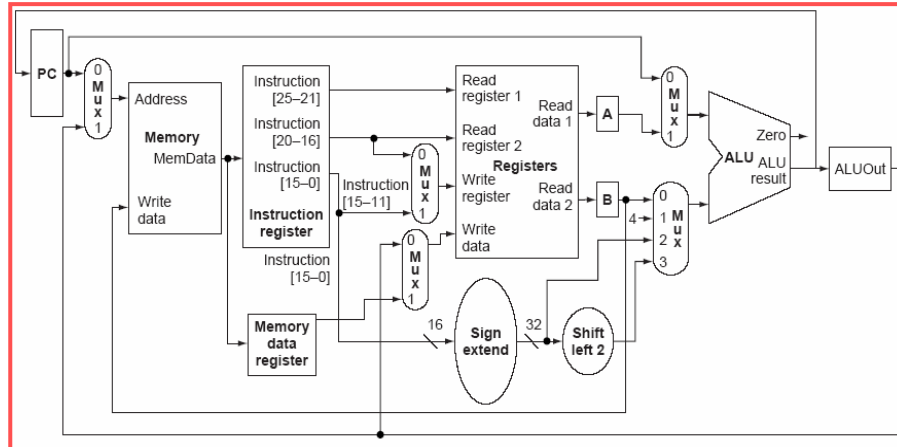 PC
0
M
u
x
1
Address
Memory
MemData
Write
data
Instruction
[25–21]
Instruction
[20–16]
Instruction
[15–0]
Instruction
register
Instruction
[15–11]
Instruction
[15–0]
Memory
data
register
0
M
u
x
1
0
M
u
x
1
16
Sign
extend
32
Shift
left 2
Read
register 1
Read
register 2
Registers
Write
register
Write
data
Read
data 1
Read
data 2
A
B
4
0
M
u
x
1
0
1
2
3
M
u
x
Zero
ALU
ALU
result
ALUOut